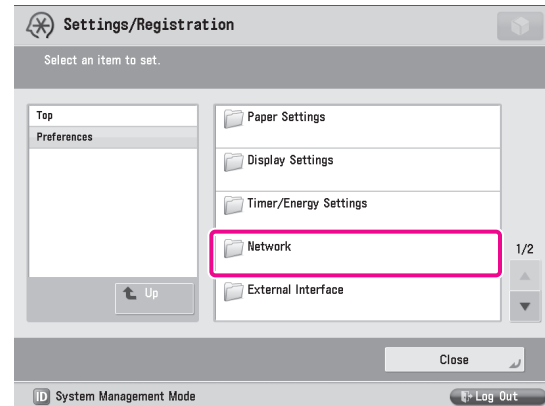 Settings/Registration
Select an item to set.
Top
Preferences
Up
Paper Settings
Display Settings
Timer/Energy Settings
Network
External Interface
1/2
Close
ID System Management Mode
Log Out